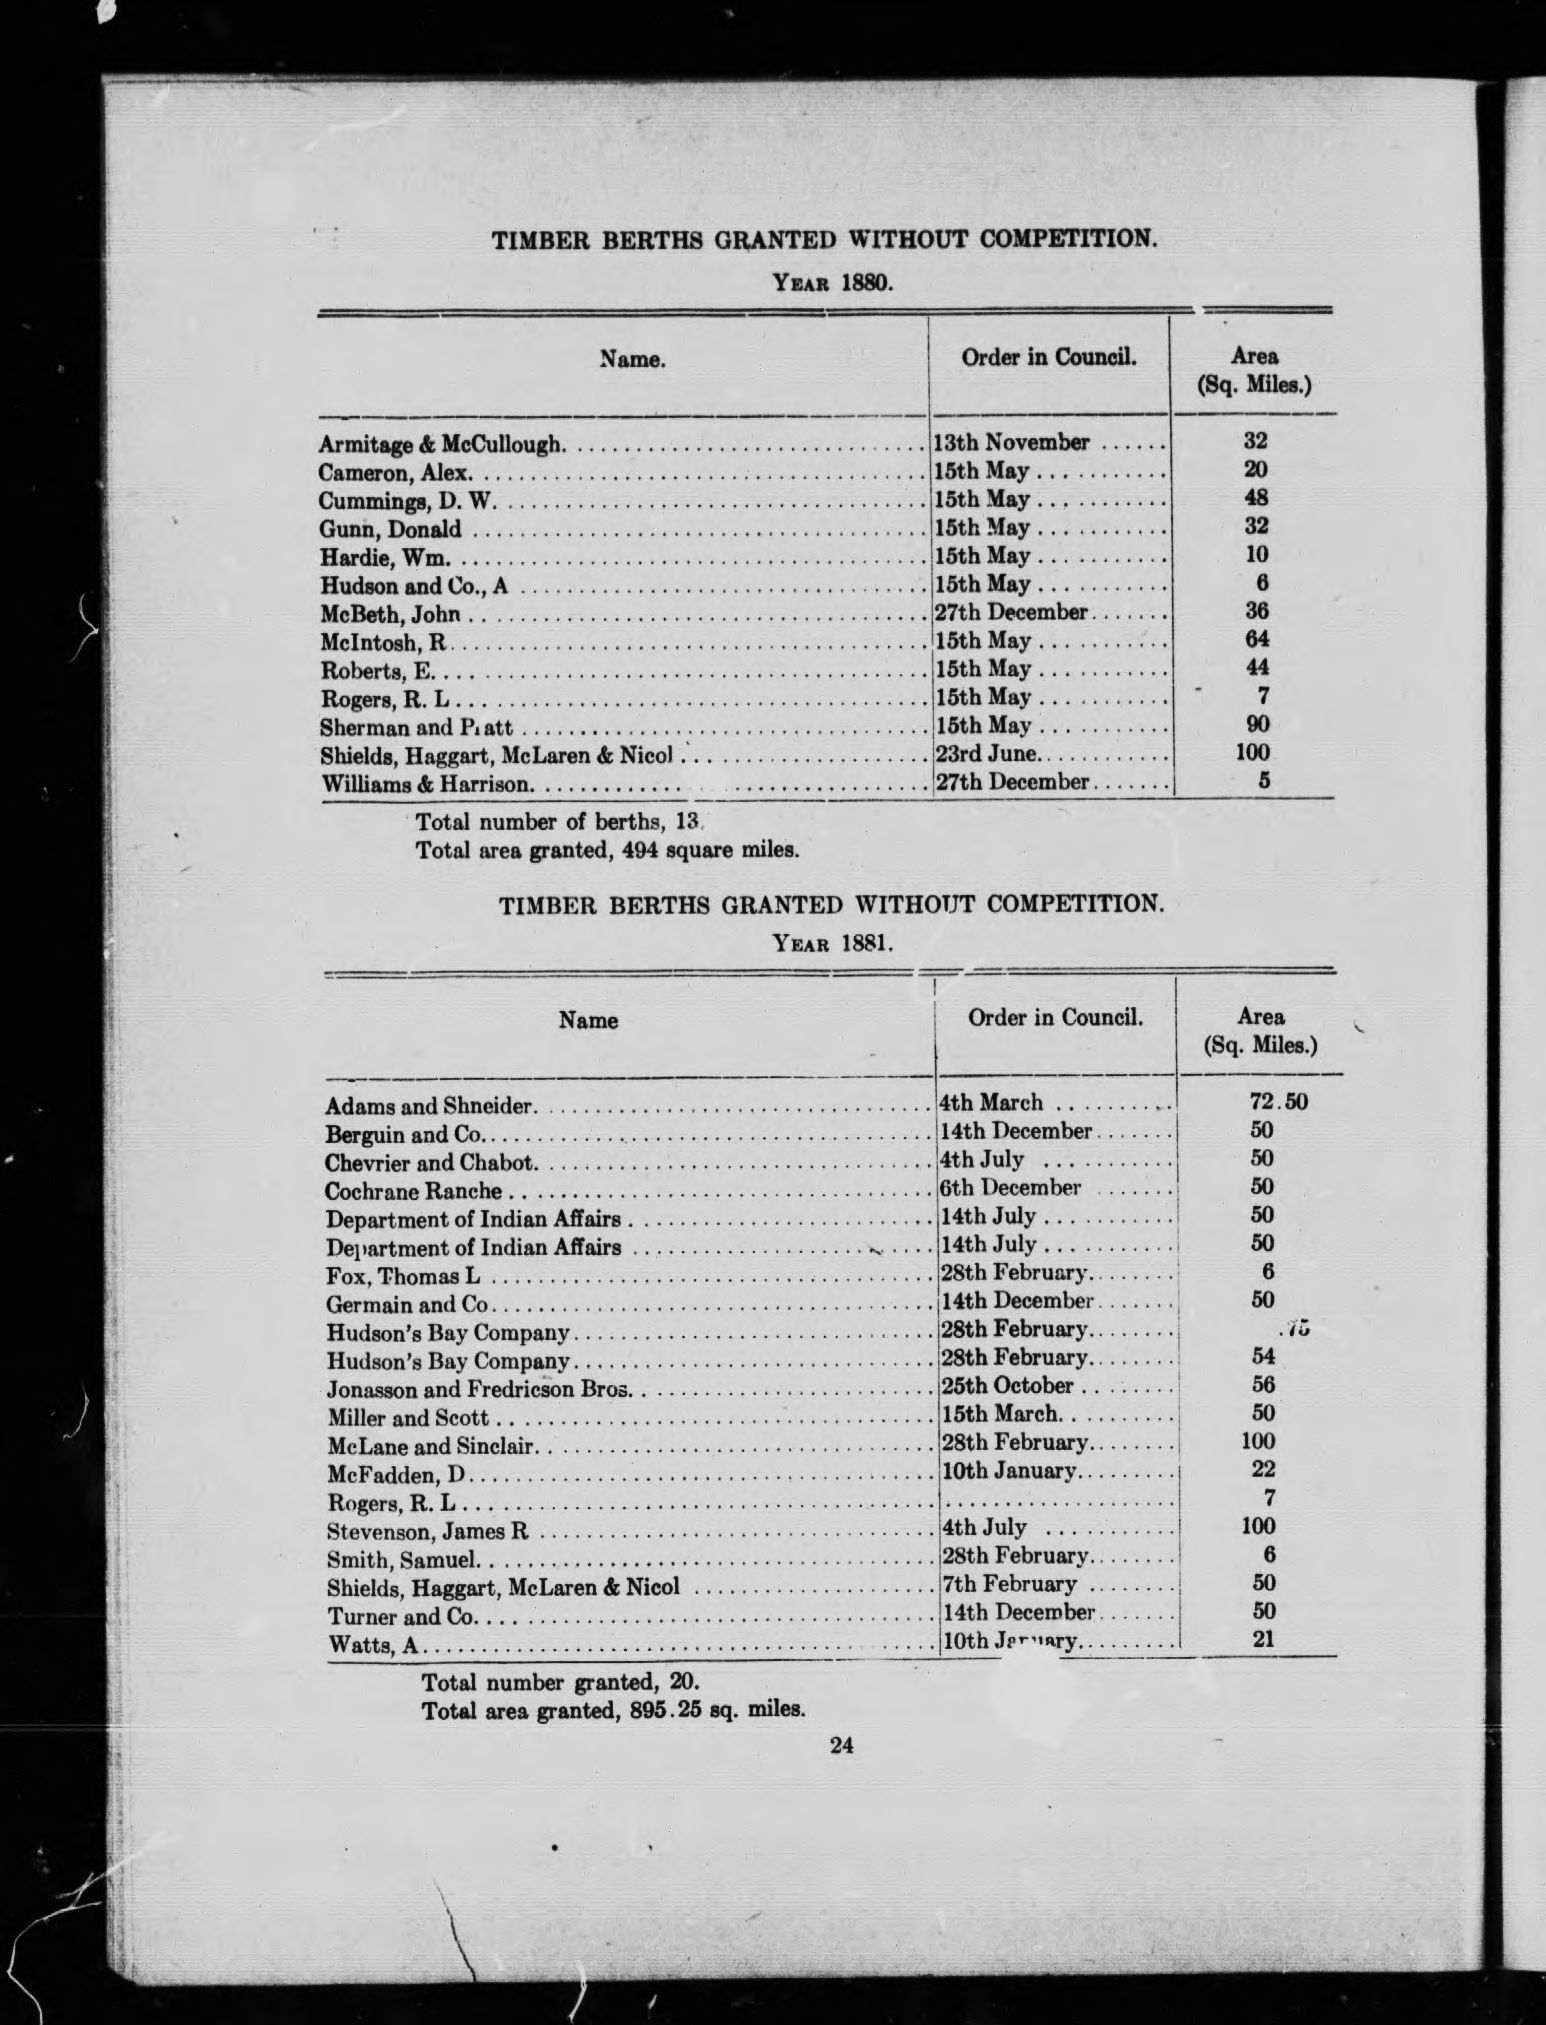 TIMBER BERTHS GRANTED WITHOUT COMPETITION.
YEAR 1880.
Name. Order in Council. Area
(Sq. Miles.)
Armitage & McCullough. 13th November 32
Cameron, Alex. 15th May 20
Cummings, D. W. 15th May 48
Gunn, Donald 15th May 32
Hardie, Wm. 15th May 10
Hudson and Co., A 15th May 6
McBeth, John 27th December 36
McIntosh, R 15th May 64
Roberts, E. 15th May 44
Rogers, R. L 15th May 7
Sherman and 15th May 90
Shields, Haggart, McLaren & Nicol 23rd June. 100
Williams & Harrison. 27th December 5
Total number of berths, 13
Total area granted, 494 square miles.
TIMBER BERTHS GRANTED WITHOUT COMPETITION.
YEAR 1881.
Name Order in Council. Area
(Sq. Miles.)
Adams and Shneider. 4th March 72.50
Berguin and Co. 14th December 50
Chevrier and Chabot. 4th July 50
Cochrane Ranche 6th December 50
Department of Indian Affairs 14th July 50
Department of Indian Affairs 14th July 50
Fox, Thomas L 28th February. 6
Germain and Co. 14th December 50
Hudson's Bay Company 28th February. .75
Hudson's Bay Company 28th February. 54
Jonasson and Fredricson Bros. 25th October 56
Miller and Scott 15th March. 50
McLane and Sinclair. 28th February. 100
McFadden, D 10th January. 22
Rogers, R. L 7
Stevenson, James R 4th July 100
Smith, Samuel. 28th February. 6
Shields, Haggart, McLaren & Nicol 7th February 50
Turner and Co. 14th December 50
Watts, A 10th January. 21
Total number granted, 20.
Total area granted, 895.25 sq. miles.
24